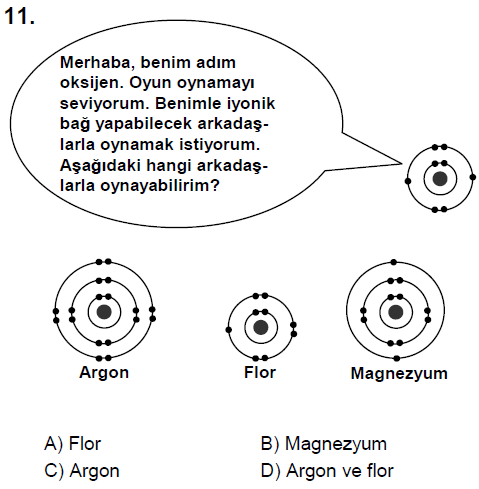 11.
Merhaba, benim adım
oksijen. Oyun oynamayı
seviyorum. Benimle iyonik
bağ yapabilecek arkadaş-
larla oynamak istiyorum.
Aşağıdaki hangi arkadaş-
larla oynayabilirim?
Argon
Flor
Magnezyum
A) Flor
B) Magnezyum
C) Argon
D) Argon ve flor